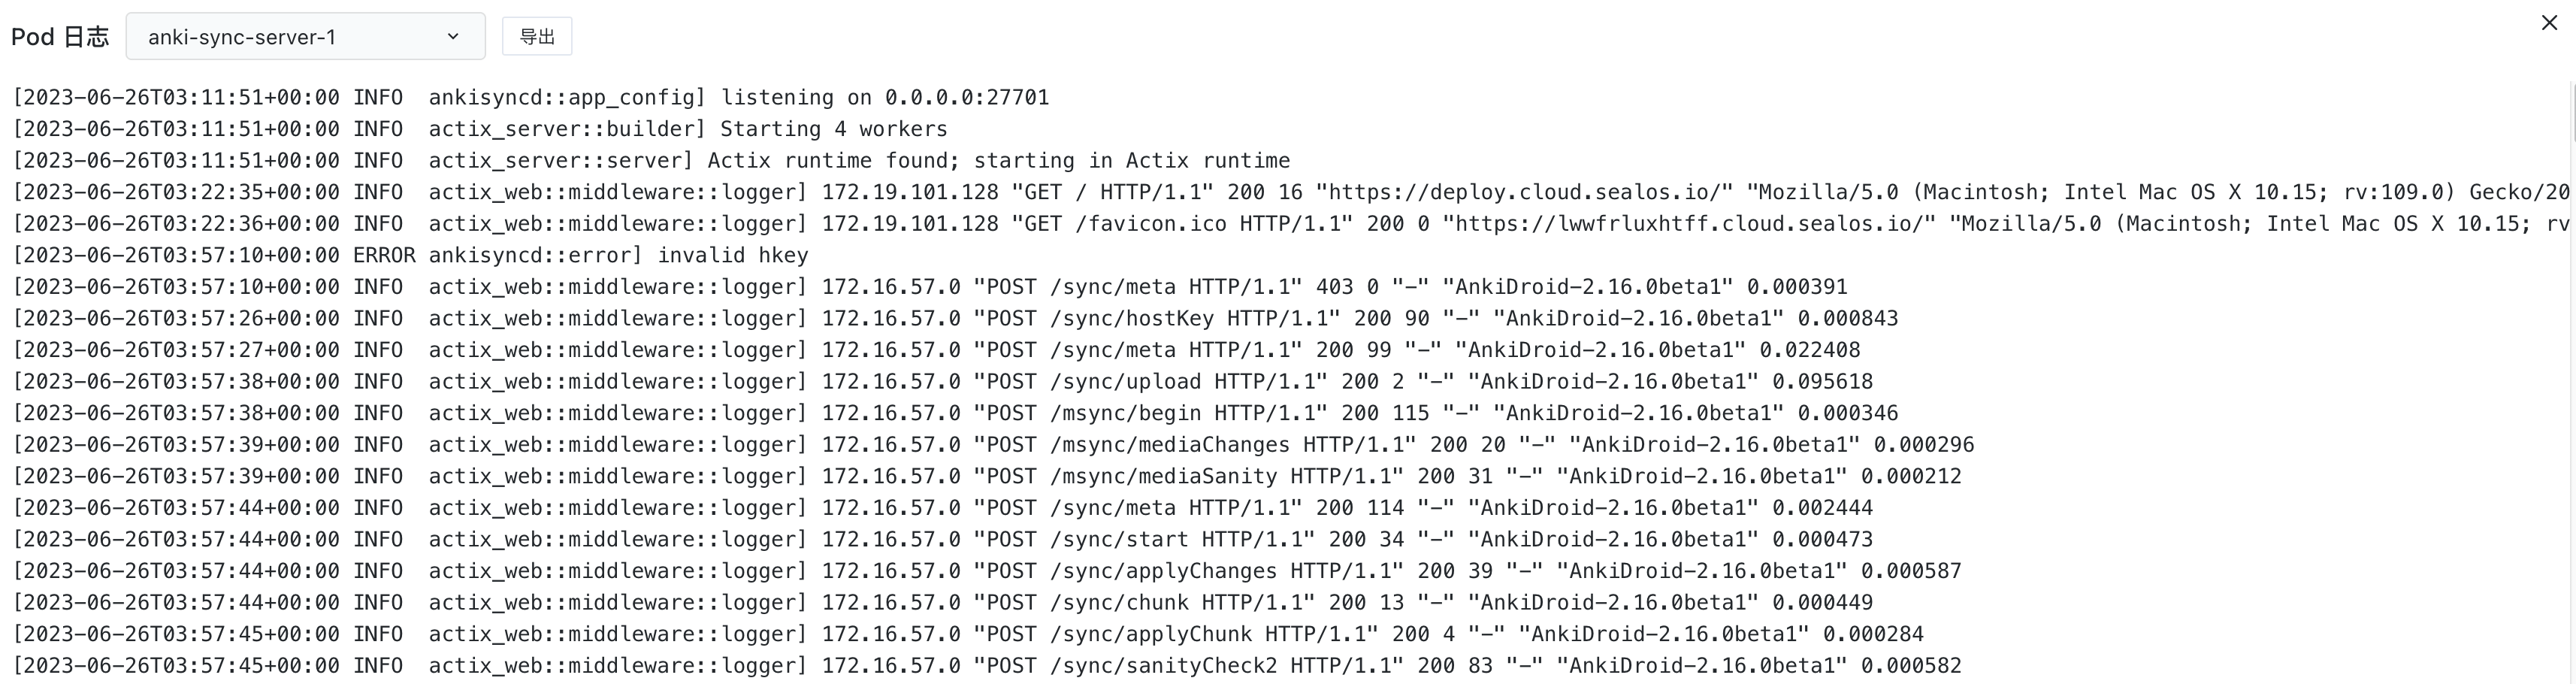 Pod 日志 anki-sync-server-1 导出
[2023-06-26T03:11:51+00:00 INFO  ankisyncd::app_config] listening on 0.0.0.0:27701
[2023-06-26T03:11:51+00:00 INFO  actix_server::builder] Starting 4 workers
[2023-06-26T03:11:51+00:00 INFO  actix_server::server] Actix runtime found; starting in Actix runtime
[2023-06-26T03:22:35+00:00 INFO  actix_web::middleware::logger] 172.19.101.128 "GET / HTTP/1.1" 200 16 "https://deploy.cloud.sealos.io/" "Mozilla/5.0 (Macintosh; Intel Mac OS X 10.15; rv:109.0) Gecko/20
[2023-06-26T03:22:36+00:00 INFO  actix_web::middleware::logger] 172.19.101.128 "GET /favicon.ico HTTP/1.1" 200 0 "https://lwwfrluxhtff.cloud.sealos.io/" "Mozilla/5.0 (Macintosh; Intel Mac OS X 10.15; rv
[2023-06-26T03:57:10+00:00 ERROR ankisyncd::error] invalid hkey
[2023-06-26T03:57:10+00:00 INFO  actix_web::middleware::logger] 172.16.57.0 "POST /sync/meta HTTP/1.1" 403 0 "-" "AnkiDroid-2.16.0beta1" 0.000391
[2023-06-26T03:57:26+00:00 INFO  actix_web::middleware::logger] 172.16.57.0 "POST /sync/hostKey HTTP/1.1" 200 90 "-" "AnkiDroid-2.16.0beta1" 0.000843
[2023-06-26T03:57:27+00:00 INFO  actix_web::middleware::logger] 172.16.57.0 "POST /sync/meta HTTP/1.1" 200 99 "-" "AnkiDroid-2.16.0beta1" 0.022408
[2023-06-26T03:57:38+00:00 INFO  actix_web::middleware::logger] 172.16.57.0 "POST /sync/upload HTTP/1.1" 200 2 "-" "AnkiDroid-2.16.0beta1" 0.095618
[2023-06-26T03:57:38+00:00 INFO  actix_web::middleware::logger] 172.16.57.0 "POST /msync/begin HTTP/1.1" 200 115 "-" "AnkiDroid-2.16.0beta1" 0.000346
[2023-06-26T03:57:39+00:00 INFO  actix_web::middleware::logger] 172.16.57.0 "POST /msync/mediaChanges HTTP/1.1" 200 20 "-" "AnkiDroid-2.16.0beta1" 0.000296
[2023-06-26T03:57:39+00:00 INFO  actix_web::middleware::logger] 172.16.57.0 "POST /msync/mediaSanity HTTP/1.1" 200 31 "-" "AnkiDroid-2.16.0beta1" 0.000212
[2023-06-26T03:57:44+00:00 INFO  actix_web::middleware::logger] 172.16.57.0 "POST /sync/meta HTTP/1.1" 200 114 "-" "AnkiDroid-2.16.0beta1" 0.002444
[2023-06-26T03:57:44+00:00 INFO  actix_web::middleware::logger] 172.16.57.0 "POST /sync/start HTTP/1.1" 200 34 "-" "AnkiDroid-2.16.0beta1" 0.000473
[2023-06-26T03:57:44+00:00 INFO  actix_web::middleware::logger] 172.16.57.0 "POST /sync/applyChanges HTTP/1.1" 200 39 "-" "AnkiDroid-2.16.0beta1" 0.000587
[2023-06-26T03:57:44+00:00 INFO  actix_web::middleware::logger] 172.16.57.0 "POST /sync/chunk HTTP/1.1" 200 13 "-" "AnkiDroid-2.16.0beta1" 0.000449
[2023-06-26T03:57:45+00:00 INFO  actix_web::middleware::logger] 172.16.57.0 "POST /sync/applyChunk HTTP/1.1" 200 4 "-" "AnkiDroid-2.16.0beta1" 0.000284
[2023-06-26T03:57:45+00:00 INFO  actix_web::middleware::logger] 172.16.57.0 "POST /sync/sanityCheck2 HTTP/1.1" 200 83 "-" "AnkiDroid-2.16.0beta1" 0.000582